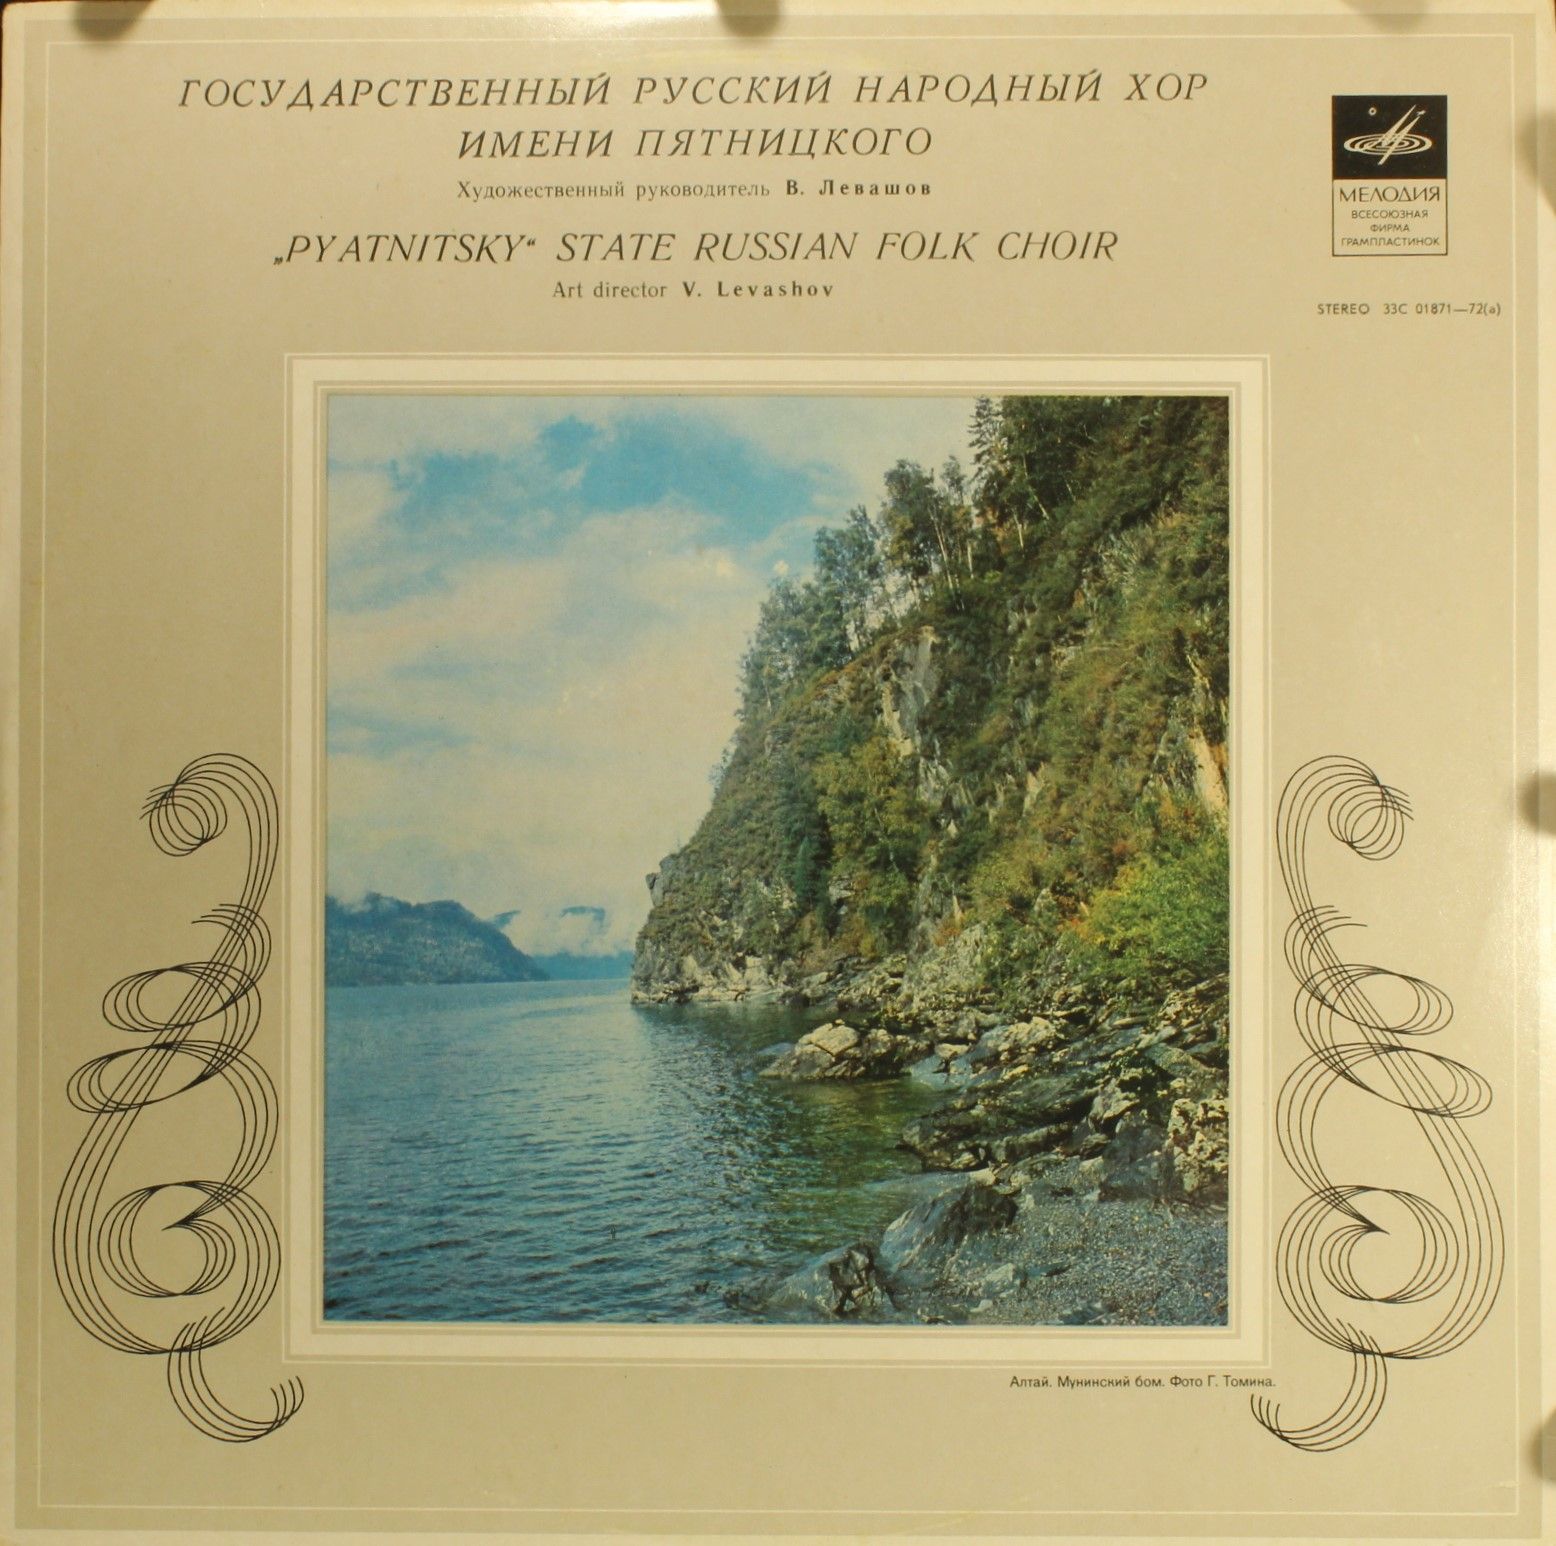 ГОСУДАРСТВЕННЫЙ РУССКИЙ НАРОДНЫЙ ХОР
ИМЕНИ ПЯТНИЦКОГО
Художественный руководитель В. Левашов
„PYATNITSKY“ STATE RUSSIAN FOLK CHOIR
Art director V. Levashov
МЕЛОДИЯ
ВСЕСОЮЗНАЯ
ФИРМА
ГРАМПЛАСТИНОК
STEREO 33С 01871—72(а)
Алтай. Мунинский бом. Фото Г. Томина.